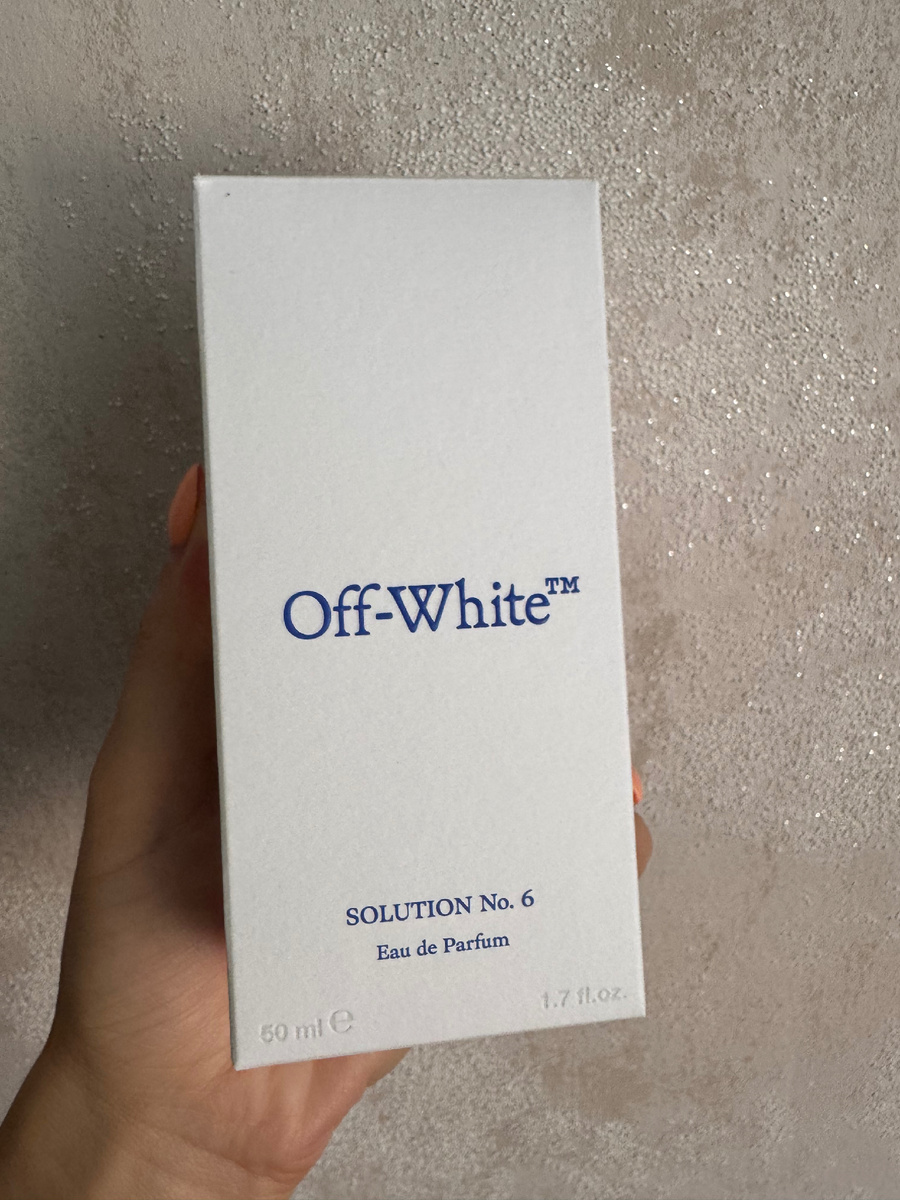 Off-White™
SOLUTION No. 6
Eau de Parfum
50 ml ℮
1.7 fl.oz.